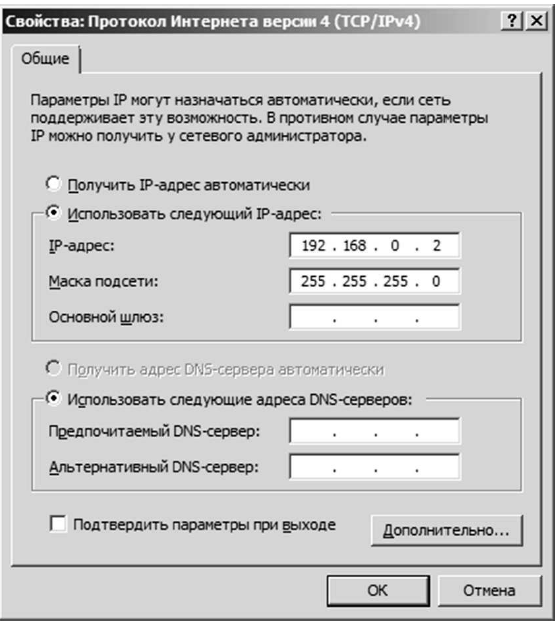 Свойства: Протокол Интернета версии 4 (TCP/IPv4)
Общие
Параметры IP могут назначаться автоматически, если сеть
поддерживает эту возможность. В противном случае параметры
IP можно получить у сетевого администратора.
Получить IP-адрес автоматически
Использовать следующий IP-адрес:
IP-адрес: 192 . 168 . 0 . 2
Маска подсети: 255 . 255 . 255 . 0
Основной шлюз: . . .
Получить адрес DNS-сервера автоматически
Использовать следующие адреса DNS-серверов:
Предпочитаемый DNS-сервер: . . .
Альтернативный DNS-сервер: . . .
Подтвердить параметры при выходе Дополнительно...
OK Отмена